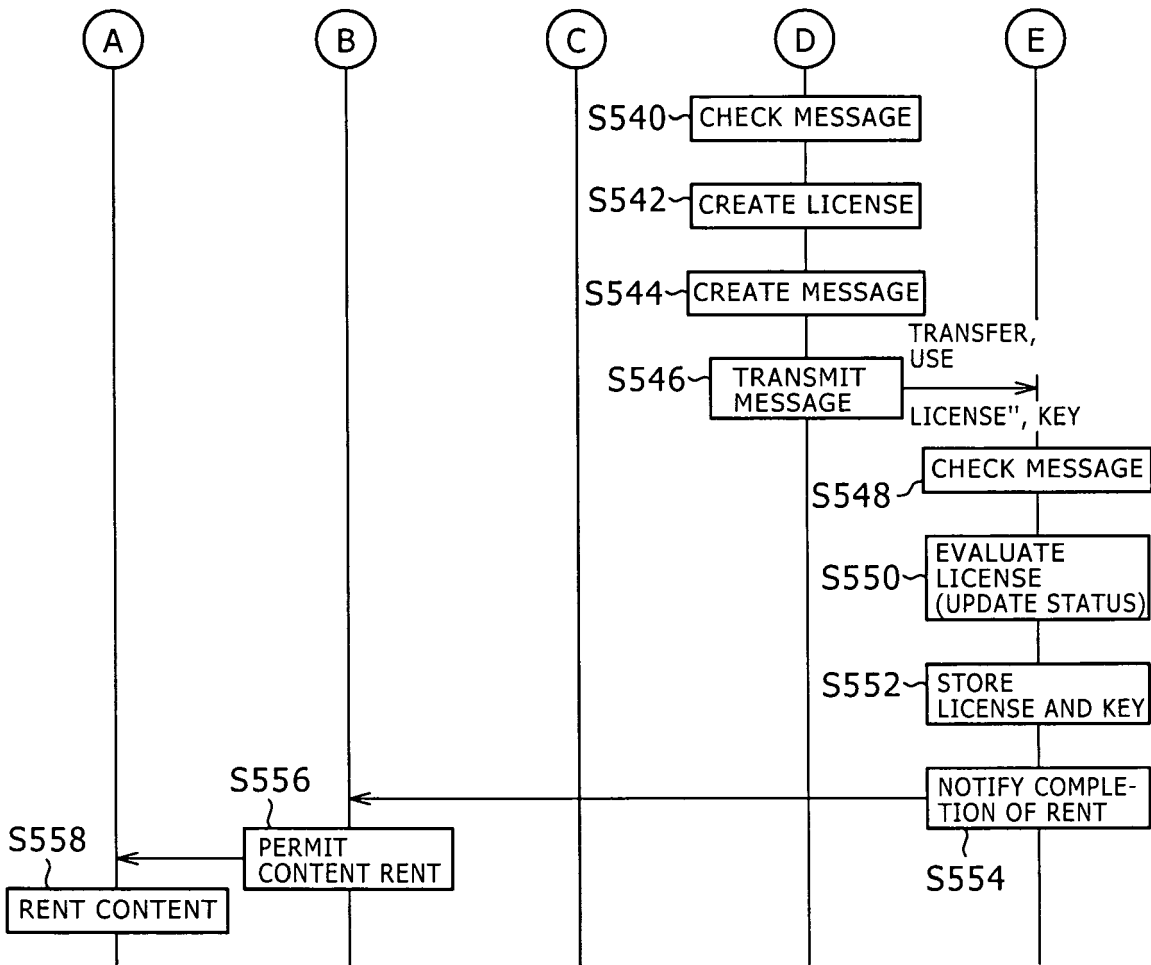 A
B
C
D
E
S540
CHECK MESSAGE
S542
CREATE LICENSE
S544
CREATE MESSAGE
TRANSFER,
USE
S546
TRANSMIT
MESSAGE
LICENSE", KEY
CHECK MESSAGE
S548
EVALUATE
LICENSE
(UPDATE STATUS)
S550
S552
STORE
LICENSE AND KEY
S556
NOTIFY COMPLE-
TION OF RENT
S558
PERMIT
CONTENT RENT
S554
RENT CONTENT